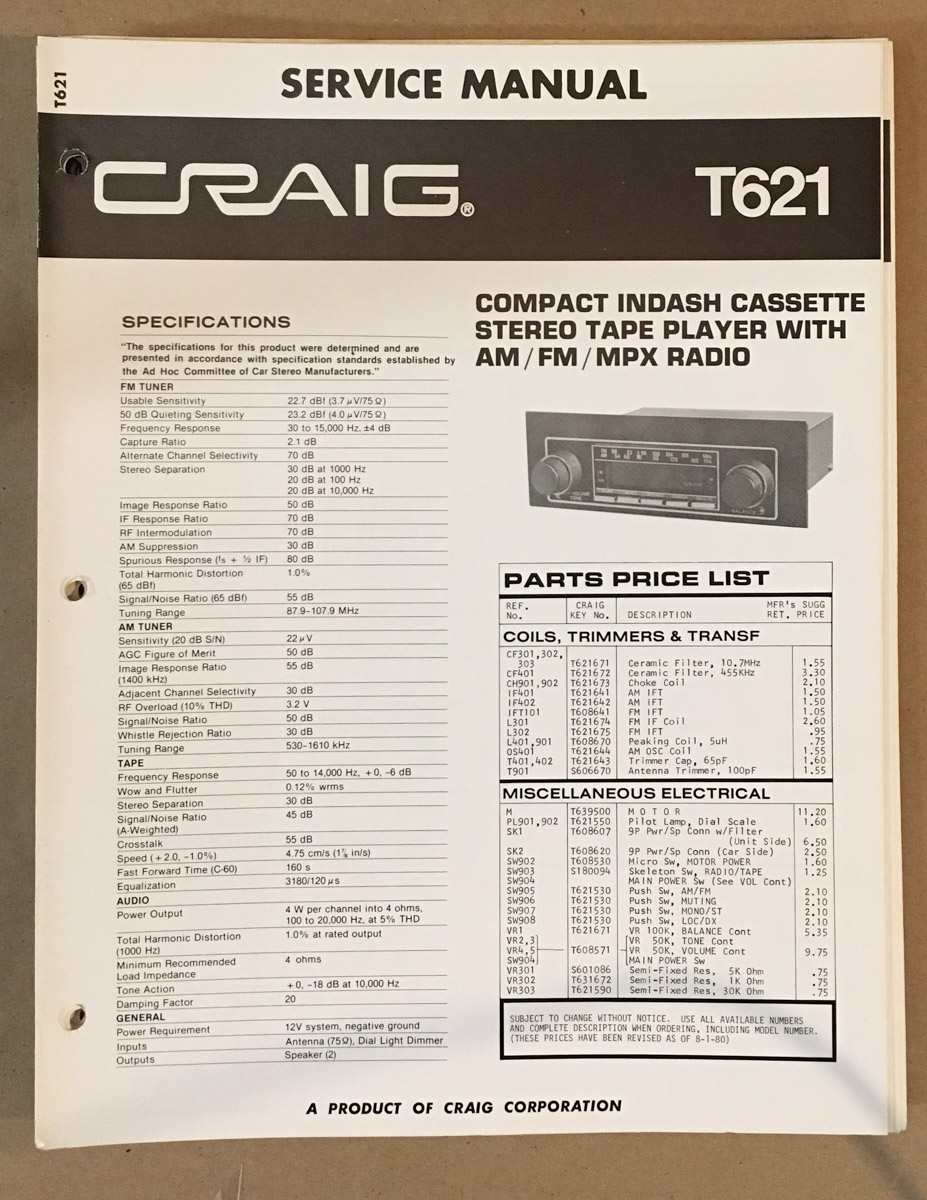 T621
SERVICE MANUAL
CRAIG®
T621
SPECIFICATIONS
"The specifications for this product were determined and are
presented in accordance with specification standards established by
the Ad Hoc Committee of Car Stereo Manufacturers."
FM TUNER
Usable Sensitivity 22.7 dBf (3.7 μV/75 Ω)
50 dB Quieting Sensitivity 23.2 dBf (4.0 μV/75 Ω)
Frequency Response 30 to 15,000 Hz, ±4 dB
Capture Ratio 2.1 dB
Alternate Channel Selectivity 70 dB
Stereo Separation 30 dB at 1000 Hz
20 dB at 100 Hz
20 dB at 10,000 Hz
Image Response Ratio 50 dB
IF Response Ratio 70 dB
RF Intermodulation 70 dB
AM Suppression 30 dB
Spurious Response (fs + ½ IF) 80 dB
Total Harmonic Distortion 1.0%
(65 dBf)
Signal/Noise Ratio (65 dBf) 55 dB
Tuning Range 87.9-107.9 MHz
AM TUNER
Sensitivity (20 dB S/N) 22 μV
AGC Figure of Merit 50 dB
Image Response Ratio 55 dB
(1400 kHz)
Adjacent Channel Selectivity 30 dB
RF Overload (10% THD) 3.2 V
Signal/Noise Ratio 50 dB
Whistle Rejection Ratio 30 dB
Tuning Range 530-1610 kHz
TAPE
Frequency Response 50 to 14,000 Hz, +0, -6 dB
Wow and Flutter 0.12% wrms
Stereo Separation 30 dB
Signal/Noise Ratio 45 dB
(A-Weighted)
Crosstalk 55 dB
Speed (+2.0, -1.0%) 4.75 cm/s (1⅞ in/s)
Fast Forward Time (C-60) 160 s
Equalization 3180/120 μs
AUDIO
Power Output 4 W per channel into 4 ohms,
100 to 20,000 Hz, at 5% THD
Total Harmonic Distortion 1.0% at rated output
(1000 Hz)
Minimum Recommended 4 ohms
Load Impedance
Tone Action +0, -18 dB at 10,000 Hz
Damping Factor 20
GENERAL
Power Requirement 12V system, negative ground
Inputs Antenna (75Ω), Dial Light Dimmer
Outputs Speaker (2)
COMPACT INDASH CASSETTE
STEREO TAPE PLAYER WITH
AM/FM/MPX RADIO
VOLUME
TONE
BALANCE
PARTS PRICE LIST
REF. CRAIG MFR's SUGG
No. KEY No. DESCRIPTION RET. PRICE
COILS, TRIMMERS & TRANSF
CF301,302,
303 T621671 Ceramic Filter, 10.7MHz 1.55
CF401 T621672 Ceramic Filter, 455KHz 3.30
CH901,902 T621673 Choke Coil 2.10
IF401 T621641 AM IFT 1.50
IF402 T621642 AM IFT 1.50
IFT101 T608641 FM IFT 1.05
L301 T621674 FM IF Coil 2.60
L302 T621675 FM IFT .95
L401,901 T608670 Peaking Coil, 5uH .75
OS401 T621644 AM OSC Coil 1.55
T401,402 T621643 Trimmer Cap, 65pF 1.60
T901 S606670 Antenna Trimmer, 100pF 1.55
MISCELLANEOUS ELECTRICAL
M T639500 M O T O R 11.20
PL901,902 T621550 Pilot Lamp, Dial Scale 1.60
SK1 T608607 9P Pwr/Sp Conn w/Filter
(Unit Side) 6.50
SK2 T608620 9P Pwr/Sp Conn (Car Side) 2.50
SW902 T608530 Micro Sw, MOTOR POWER 1.60
SW903 S180094 Skeleton Sw, RADIO/TAPE 1.25
SW904 MAIN POWER Sw (See VOL Cont)
SW905 T621530 Push Sw, AM/FM 2.10
SW906 T621530 Push Sw, MUTING 2.10
SW907 T621530 Push Sw, MONO/ST 2.10
SW908 T621530 Push Sw, LOC/DX 2.10
VR1 T621671 VR 100K, BALANCE Cont 5.35
VR2,3 VR 50K, TONE Cont
VR4,5 T608571 VR 50K, VOLUME Cont 9.75
SW904 MAIN POWER Sw
VR301 S601086 Semi-Fixed Res, 5K Ohm .75
VR302 T631672 Semi-Fixed Res, 1K Ohm .75
VR303 T621590 Semi-Fixed Res, 30K Ohm .75
SUBJECT TO CHANGE WITHOUT NOTICE. USE ALL AVAILABLE NUMBERS
AND COMPLETE DESCRIPTION WHEN ORDERING, INCLUDING MODEL NUMBER.
(THESE PRICES HAVE BEEN REVISED AS OF 8-1-80)
A PRODUCT OF CRAIG CORPORATION